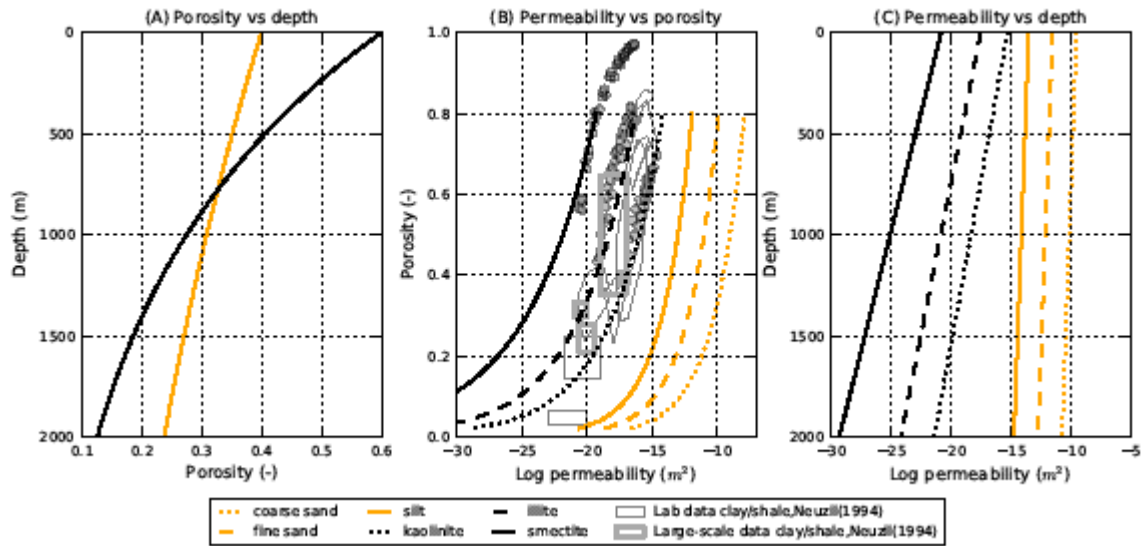 (A) Porosity vs depth
(B) Permeability vs porosity
(C) Permeability vs depth
0
500
1000
1500
2000
Depth (m)
0.1 0.2 0.3 0.4 0.5 0.6
Porosity (-)
1.0
0.8
0.6
0.4
0.2
0.0
Porosity (-)
−30 −25 −20 −15 −10
Log permeability (m²)
0
500
1000
1500
2000
Depth (m)
−30 −25 −20 −15 −10 −5
Log permeability (m²)
coarse sand silt illite Lab data clay/shale,Neuzil(1994)
fine sand kaolinite smectite Large-scale data clay/shale,Neuzil(1994)